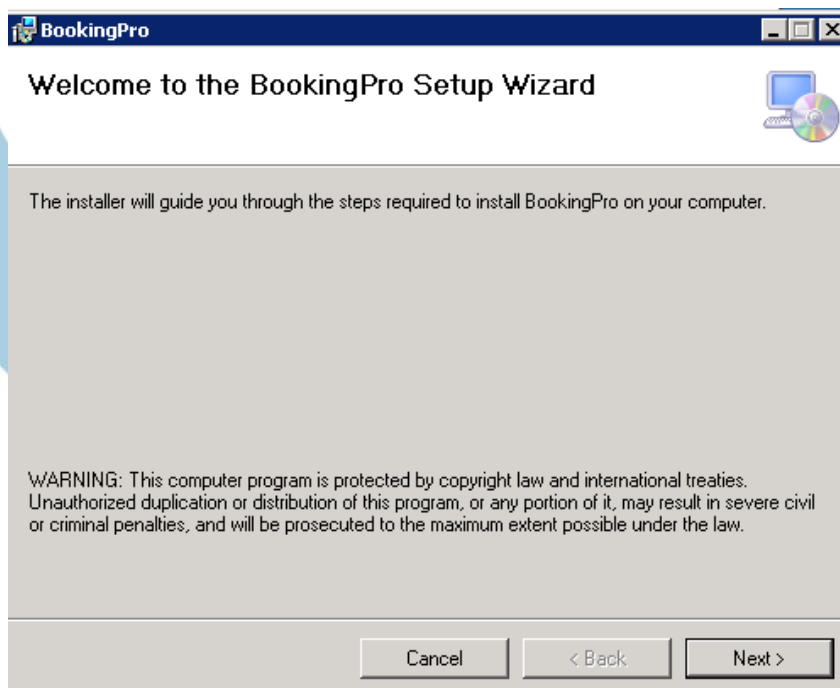 BookingPro
Welcome to the BookingPro Setup Wizard
The installer will guide you through the steps required to install BookingPro on your computer.
WARNING: This computer program is protected by copyright law and international treaties.
Unauthorized duplication or distribution of this program, or any portion of it, may result in severe civil
or criminal penalties, and will be prosecuted to the maximum extent possible under the law.
Cancel
< Back
Next >